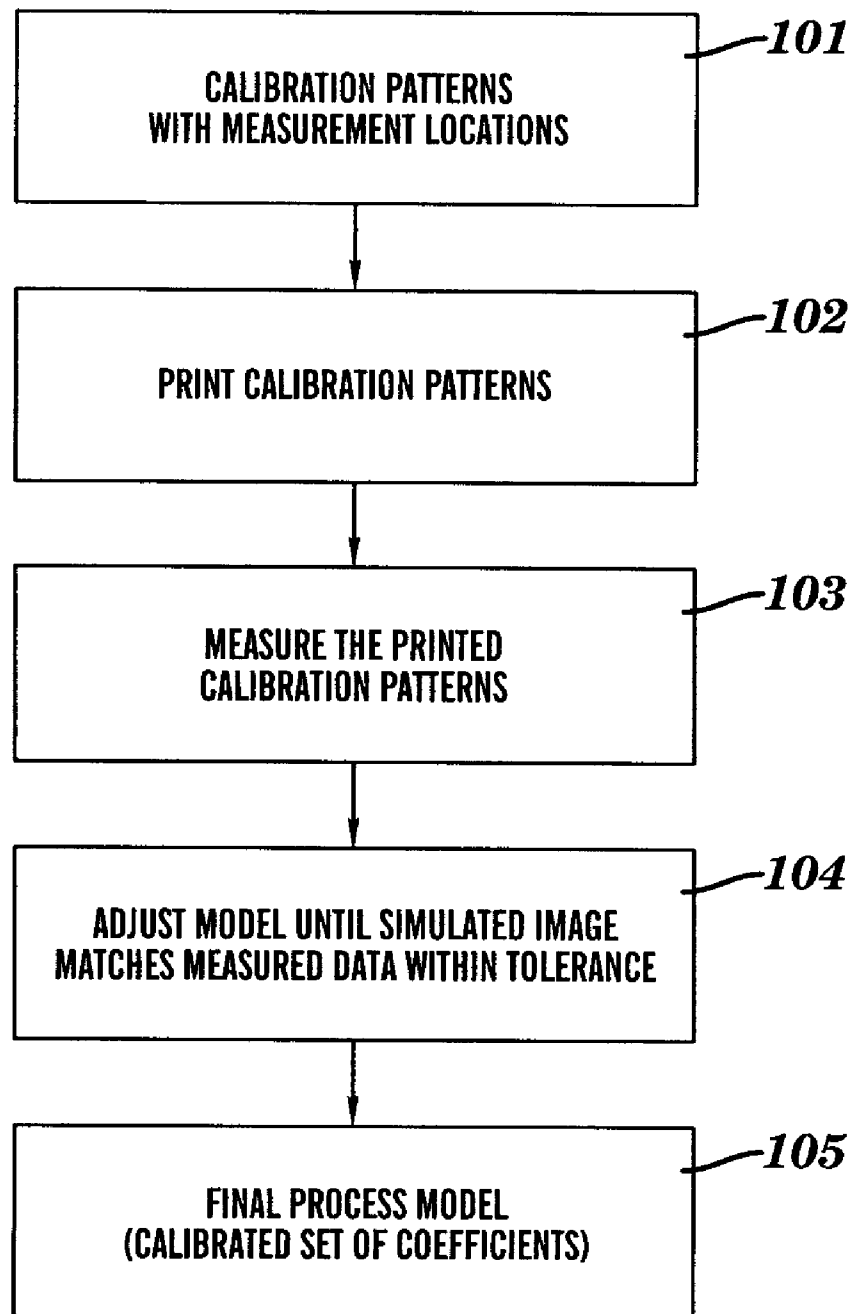 101
CALIBRATION PATTERNS
WITH MEASUREMENT LOCATIONS
102
PRINT CALIBRATION PATTERNS
103
MEASURE THE PRINTED
CALIBRATION PATTERNS
104
ADJUST MODEL UNTIL SIMULATED IMAGE
MATCHES MEASURED DATA WITHIN TOLERANCE
105
FINAL PROCESS MODEL
(CALIBRATED SET OF COEFFICIENTS)